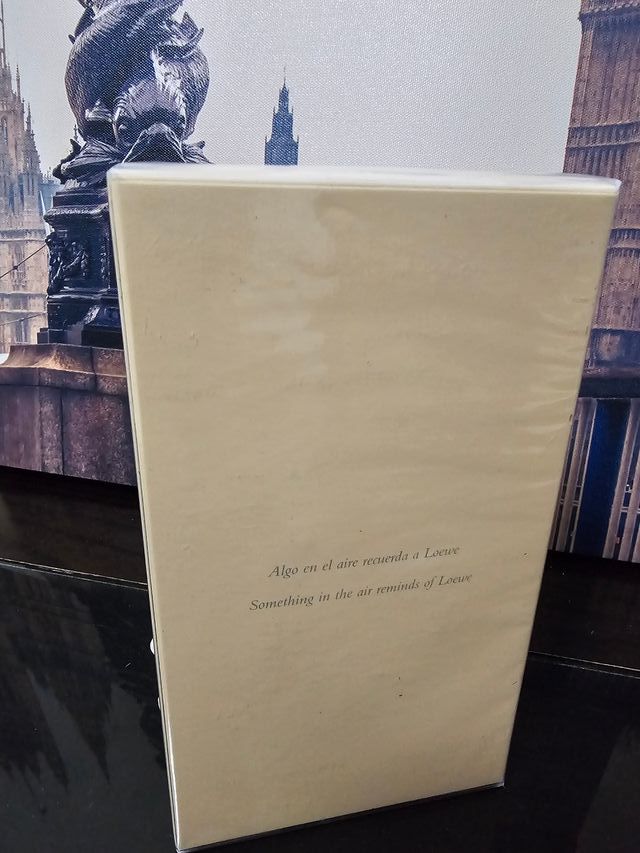 Algo en el aire recuerda a Loewe
Something in the air reminds of Loewe